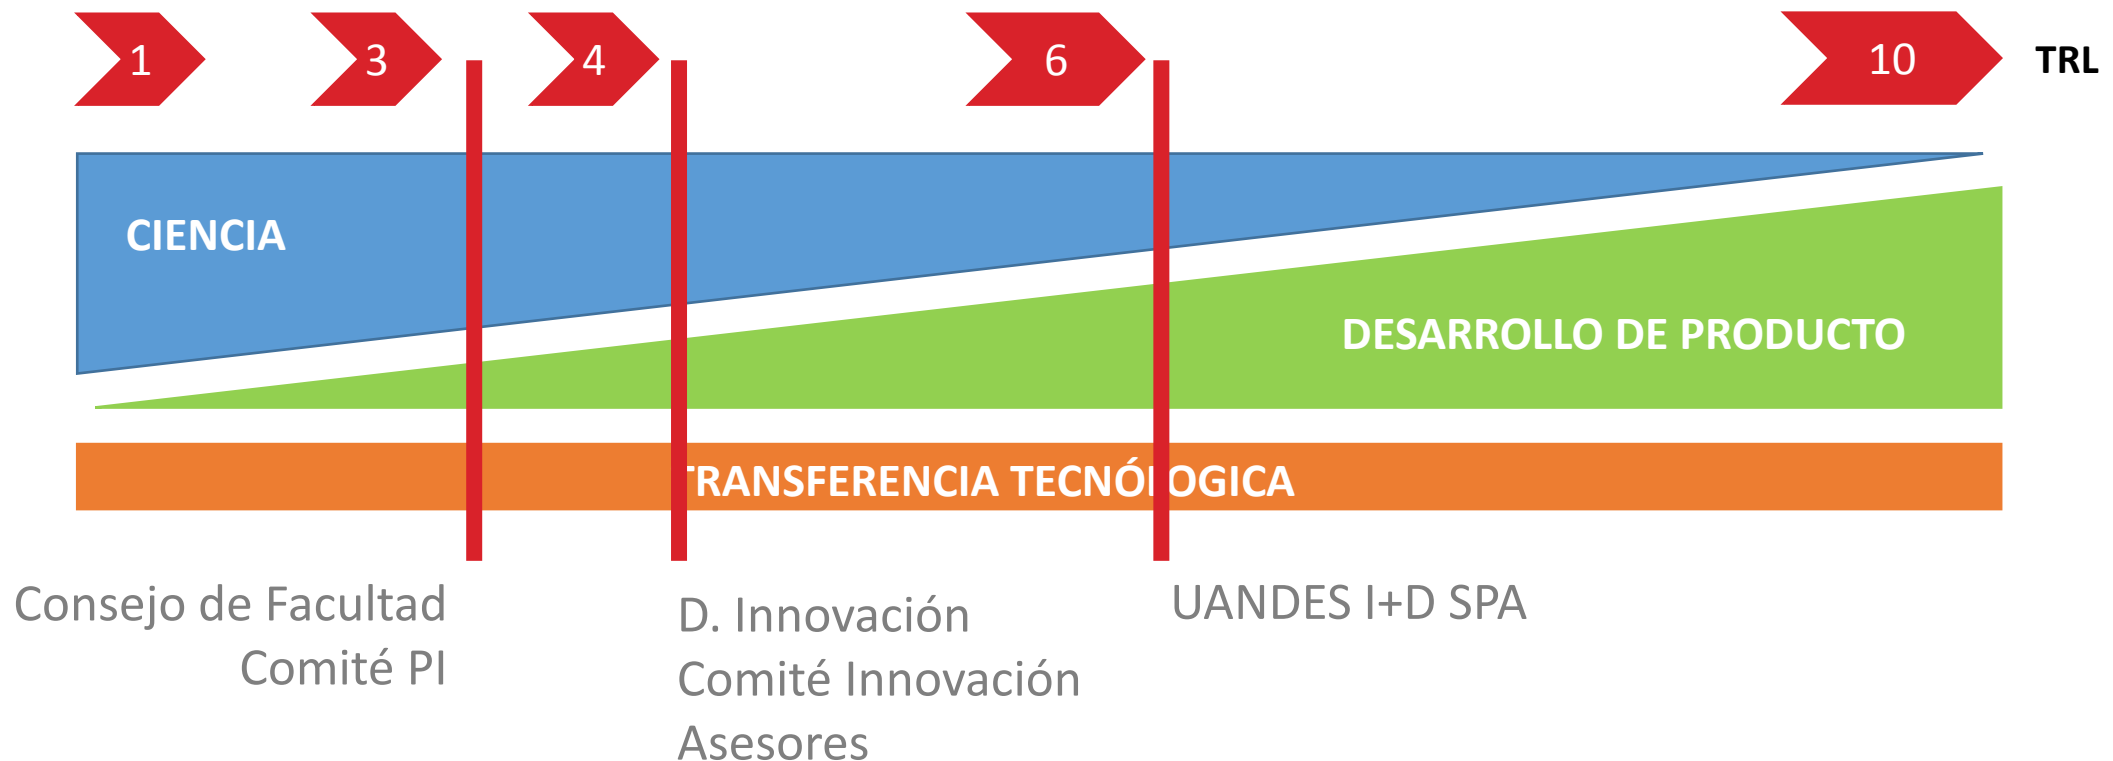 1
3
4
6
10
TRL
CIENCIA
DESARROLLO DE PRODUCTO
TRANSFERENCIA TECNÓLOGICA
Consejo de Facultad
Comité PI
D. Innovación
Comité Innovación
Asesores
UANDES I+D SPA